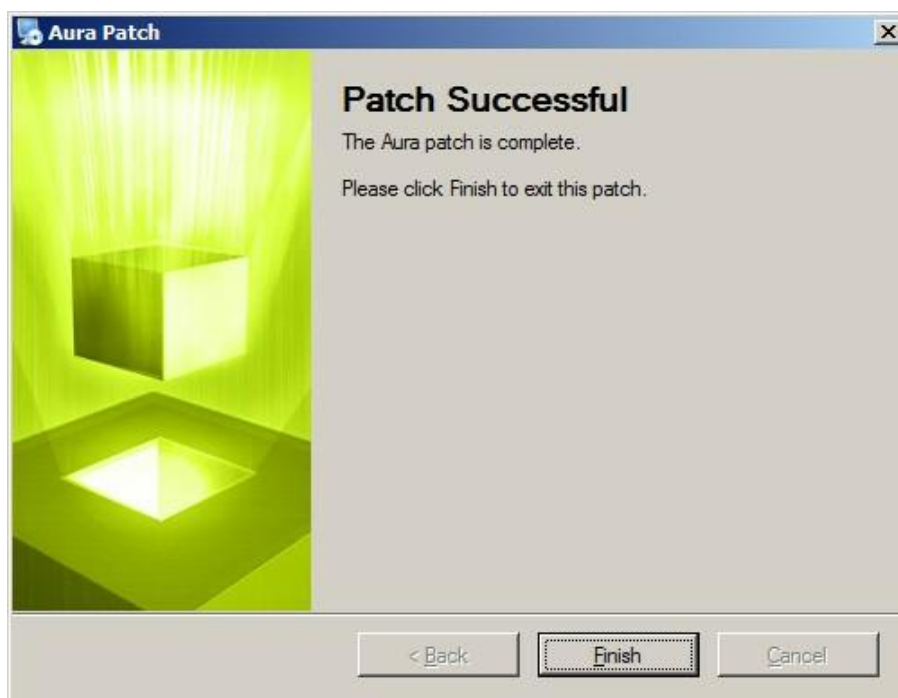 Aura Patch
Patch Successful
The Aura patch is complete.
Please click Finish to exit this patch.
< Back
Finish
Cancel